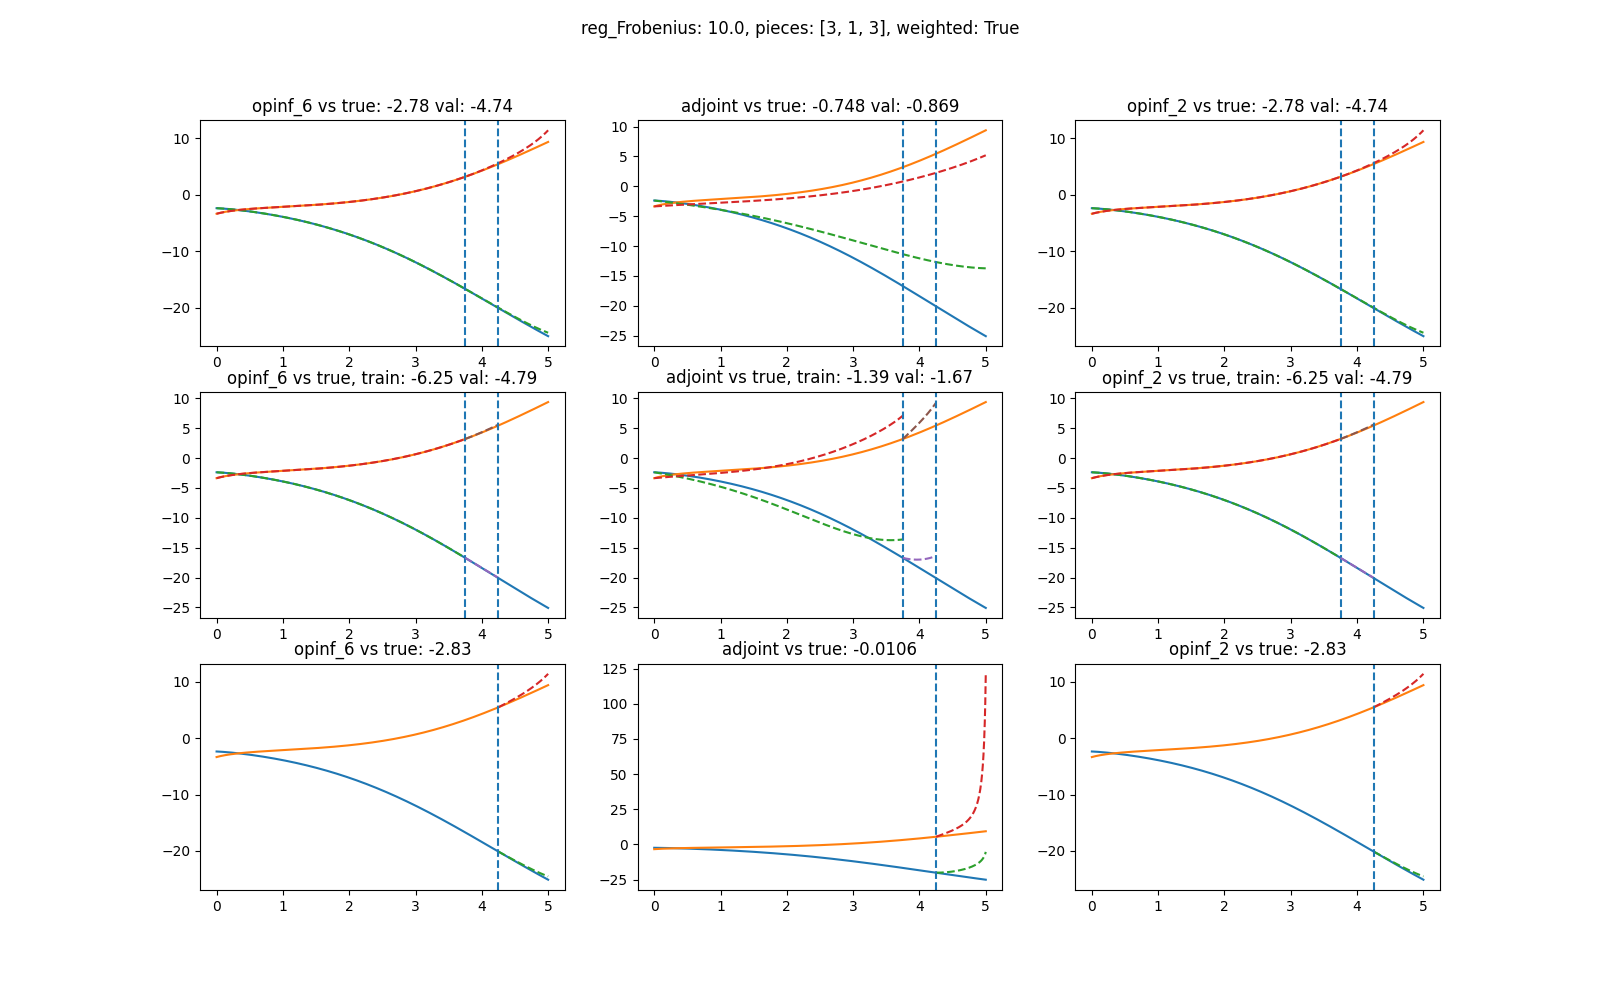 reg_Frobenius: 10.0, pieces: [3, 1, 3], weighted: True
opinf_6 vs true: -2.78 val: -4.74
adjoint vs true: -0.748 val: -0.869
opinf_2 vs true: -2.78 val: -4.74
10
0
−10
−20
0 1 2 3 4 5
10
5
0
−5
−10
−15
−20
−25
0 1 2 3 4 5
10
0
−10
−20
0 1 2 3 4 5
opinf_6 vs true, train: -6.25 val: -4.79
adjoint vs true, train: -1.39 val: -1.67
opinf_2 vs true, train: -6.25 val: -4.79
10
5
0
−5
−10
−15
−20
−25
0 1 2 3 4 5
10
5
0
−5
−10
−15
−20
−25
0 1 2 3 4 5
10
5
0
−5
−10
−15
−20
−25
0 1 2 3 4 5
opinf_6 vs true: -2.83
adjoint vs true: -0.0106
opinf_2 vs true: -2.83
10
0
−10
−20
0 1 2 3 4 5
125
100
75
50
25
0
−25
0 1 2 3 4 5
10
0
−10
−20
0 1 2 3 4 5